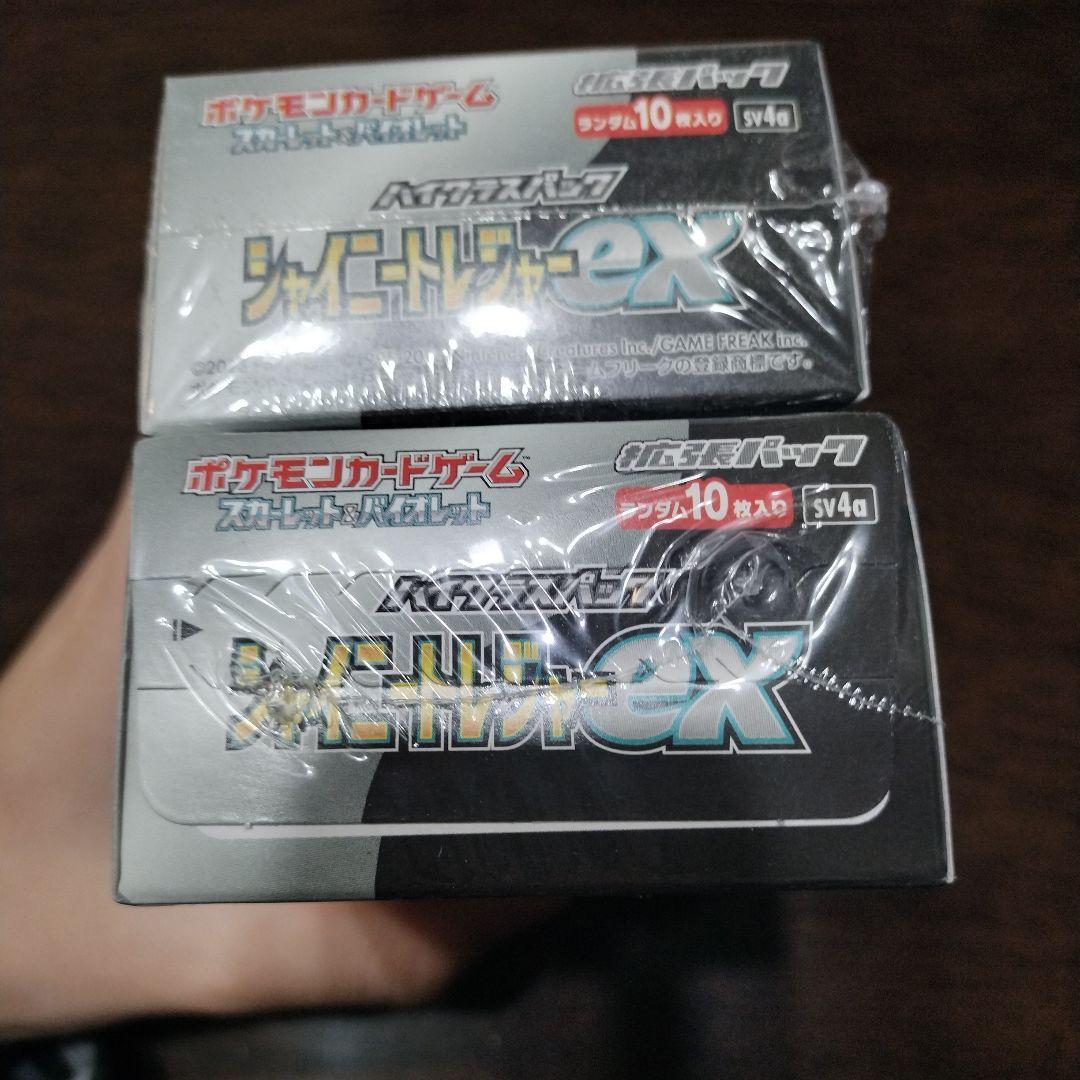 ポケモンカードゲーム
スカーレット&バイオレット
拡張パック
ランダム10枚入り SV4a
ハイクラスパック
シャイニートレジャーex
Creatures Inc./GAME FREAK inc.
ームフリークの登録商標です。
ポケモンカードゲーム™
スカーレット&バイオレット
拡張パック
ランダム10枚入り SV4a
ハイクラスパック
シャイニートレジャーex